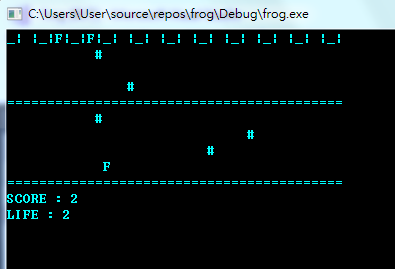 C:\Users\User\source\repos\frog\Debug\frog.exe
_¦ ¦_¦F¦_¦F¦_¦ ¦_¦ ¦_¦ ¦_¦ ¦_¦ ¦_¦ ¦_¦ ¦_¦
#
#
==========================================
#
#
#
F
==========================================
SCORE : 2
LIFE : 2